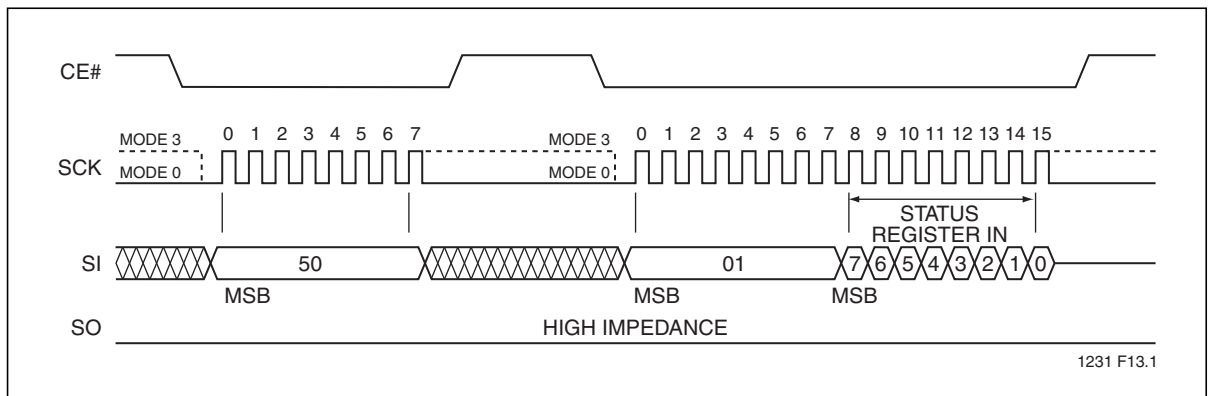 CE#
MODE 3 0 1 2 3 4 5 6 7 MODE 3 0 1 2 3 4 5 6 7 8 9 10 11 12 13 14 15
SCK MODE 0 MODE 0
STATUS
REGISTER IN
SI 50 01 7 6 5 4 3 2 1 0
MSB MSB MSB
SO HIGH IMPEDANCE
1231 F13.1